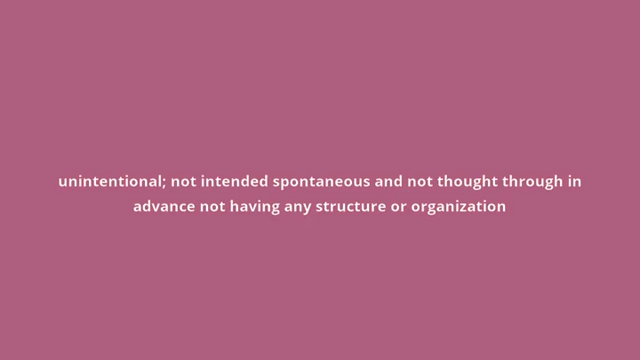 unintentional; not intended spontaneous and not thought through in
advance not having any structure or organization